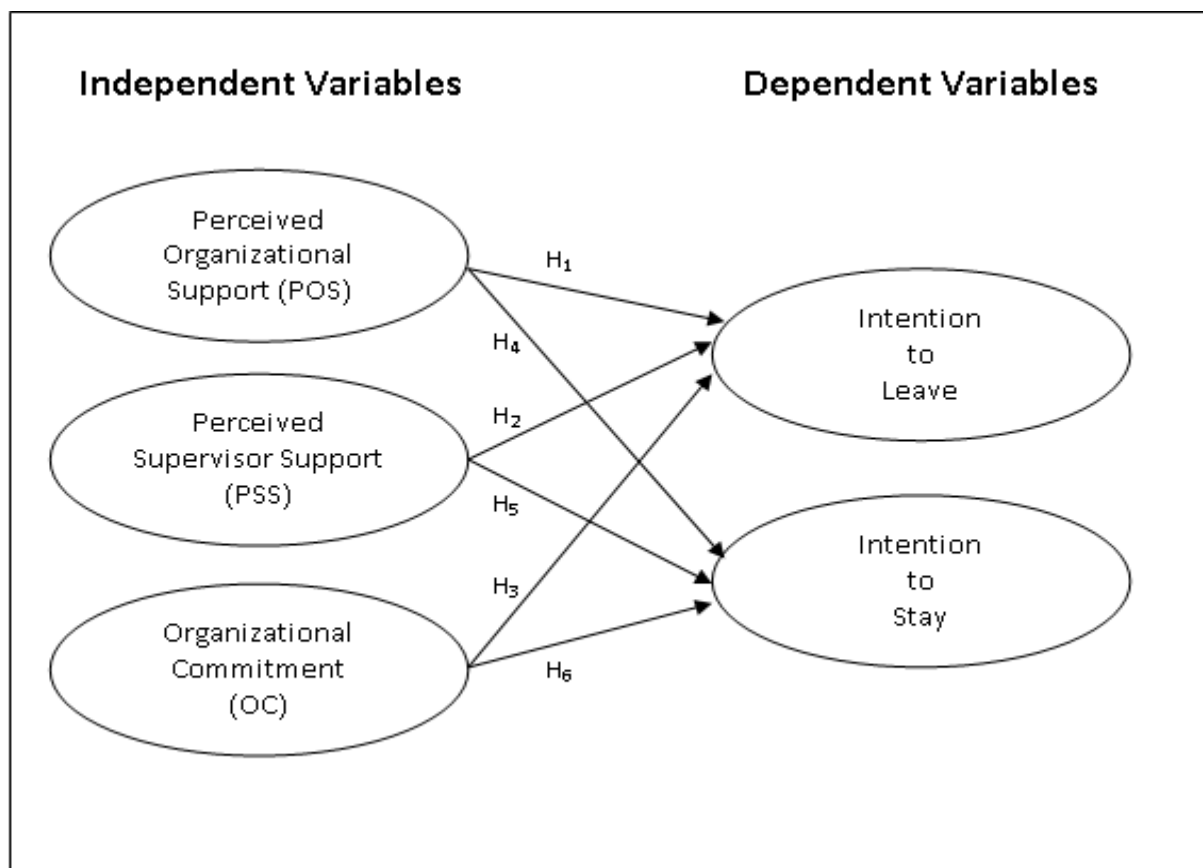 Independent Variables
Dependent Variables
Perceived
Organizational
Support (POS)
H₁
Intention
to
Leave
H₄
Perceived
Supervisor Support
(PSS)
H₂
H₅
Intention
to
Stay
Organizational
Commitment
(OC)
H₃
H₆